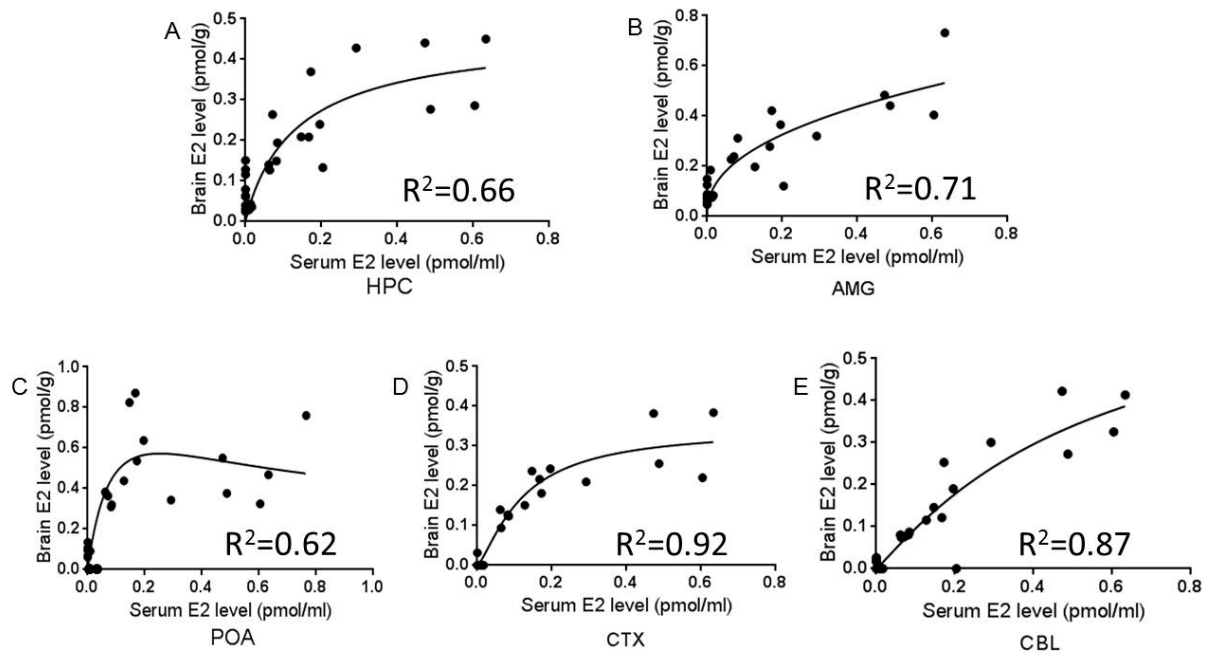 A
Brain E2 level (pmol/g)
0.5
0.4
0.3
0.2
0.1
0.0
0.0 0.2 0.4 0.6 0.8
R²=0.66
Serum E2 level (pmol/ml)
HPC
B
Brain E2 level (pmol/g)
0.8
0.6
0.4
0.2
0.0
0.0 0.2 0.4 0.6 0.8
R²=0.71
Serum E2 level (pmol/ml)
AMG
C
Brain E2 level (pmol/g)
1.0
0.8
0.6
0.4
0.2
0.0
0.0 0.2 0.4 0.6 0.8 1.0
R²=0.62
Serum E2 level (pmol/ml)
POA
D
Brain E2 level (pmol/g)
0.5
0.4
0.3
0.2
0.1
0.0
0.0 0.2 0.4 0.6 0.8
R²=0.92
Serum E2 level (pmol/ml)
CTX
E
Brain E2 level (pmol/g)
0.5
0.4
0.3
0.2
0.1
0.0
0.0 0.2 0.4 0.6 0.8
R²=0.87
Serum E2 level (pmol/ml)
CBL